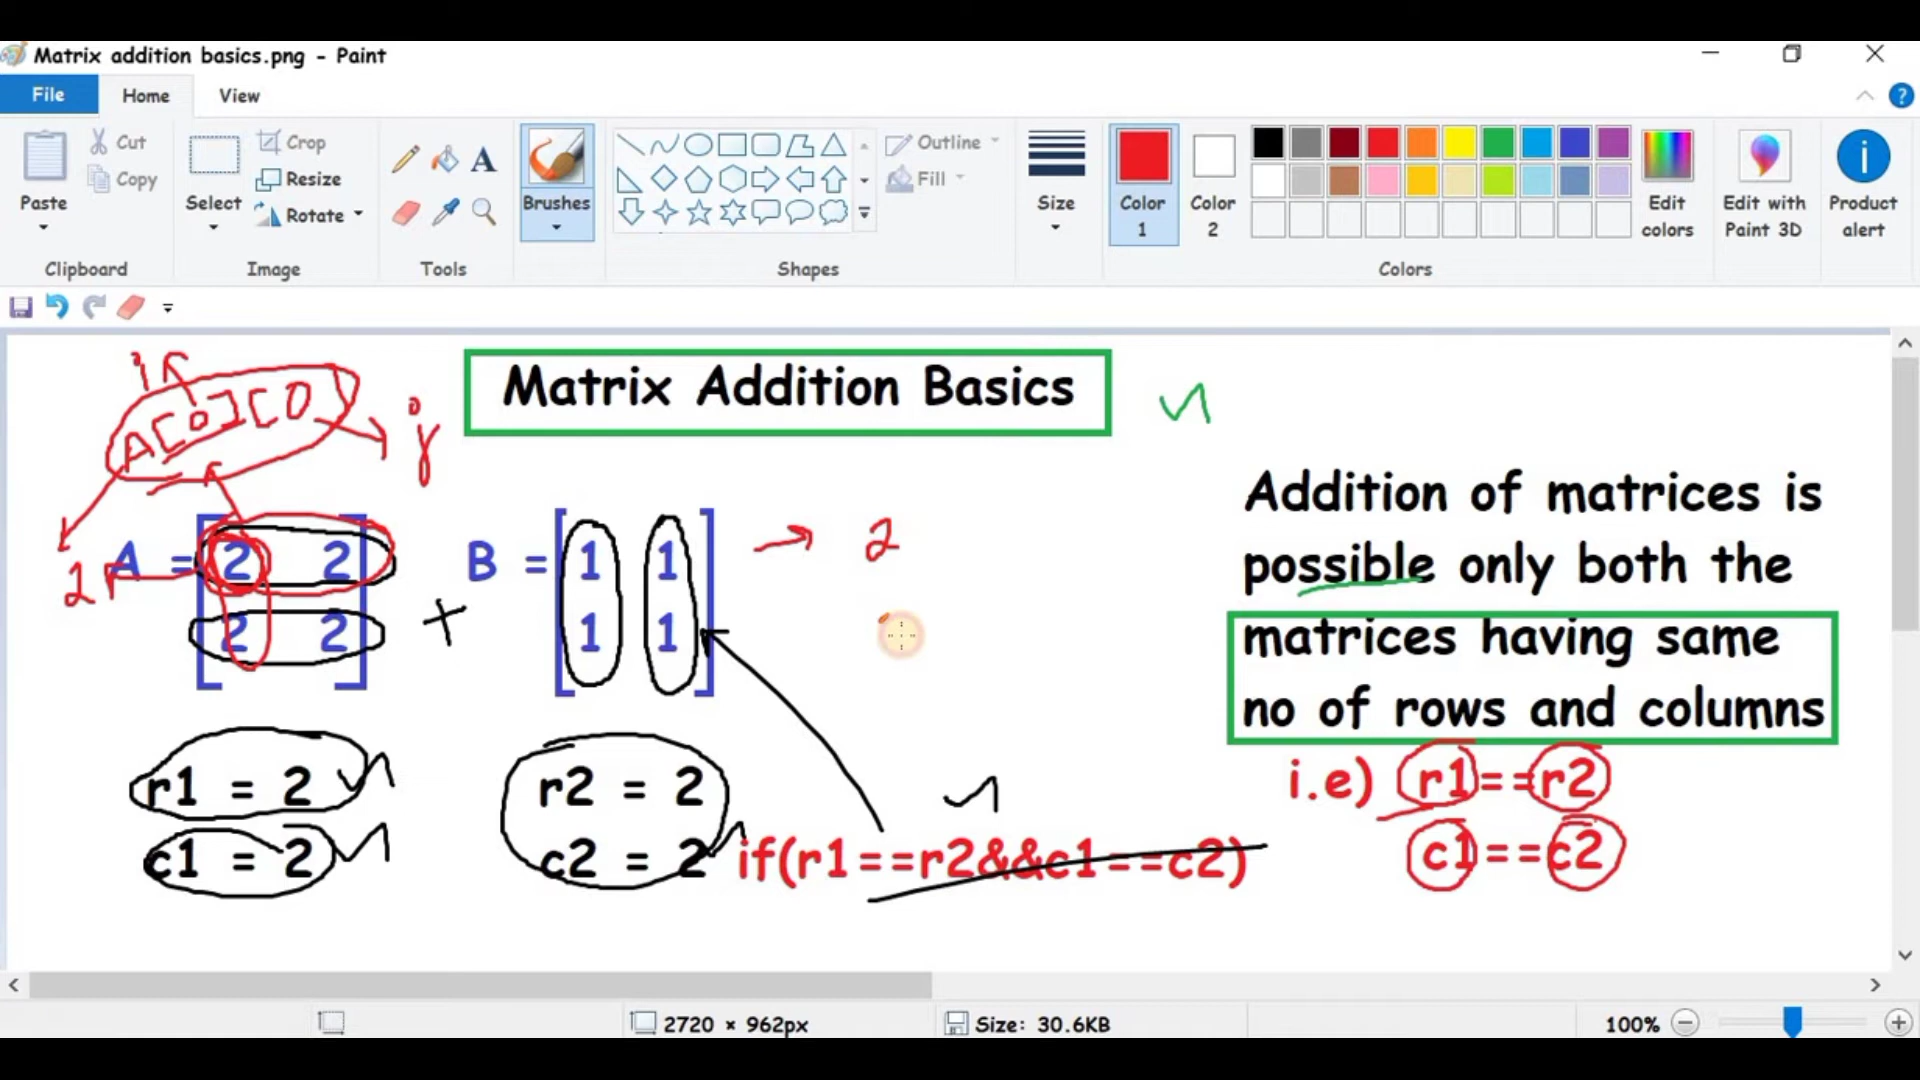 Matrix addition basics.png - Paint
File Home View
Cut
Copy
Paste
Clipboard
Select
Crop
Resize
Rotate
Image
A
Tools
Brushes
Shapes
Outline
Fill
Size
Color 1
Color 2
Colors
Edit colors
Edit with Paint 3D
Product alert
Matrix Addition Basics
i
A[0][0
j
A = 2 2
2 2
1
+
B = 1 1
1 1
2
Addition of matrices is
possible only both the
matrices having same
no of rows and columns
i.e) r1==r2
c1==c2
r1 = 2
c1 = 2
r2 = 2
c2 = 2
if(r1==r2&&c1==c2)
2720 × 962px
Size: 30.6KB
100%